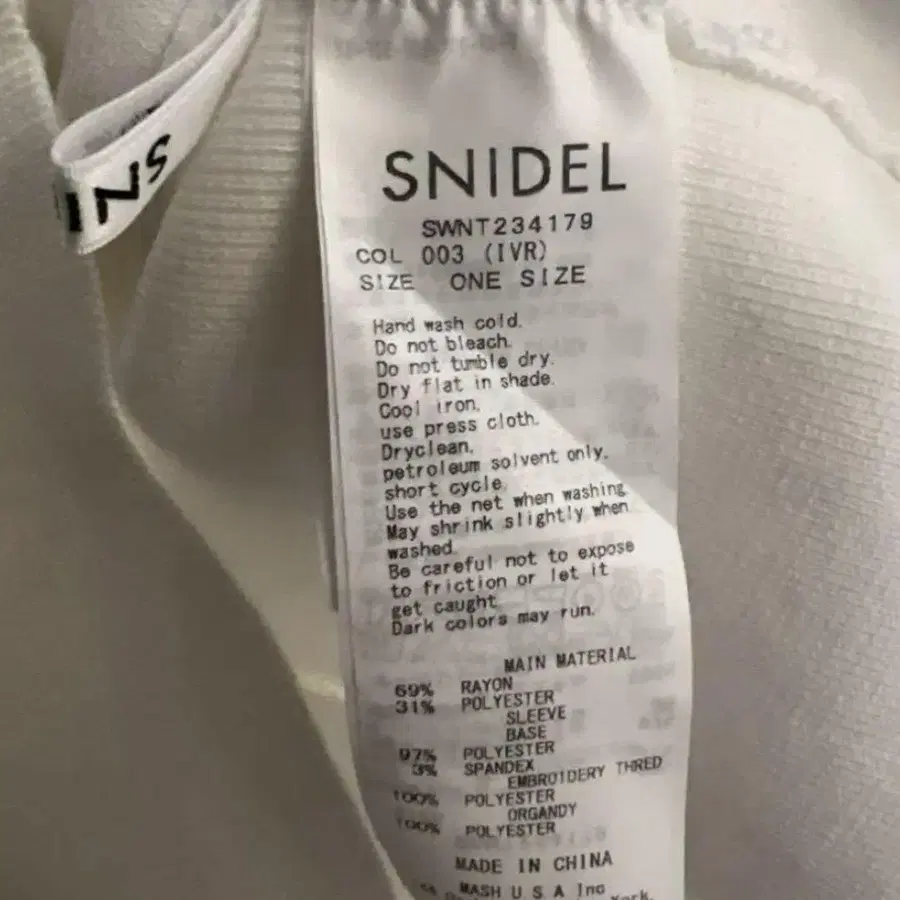 INS
SNIDEL
SWNT234179
COL 003 (IVR)
SIZE ONE SIZE
Hand wash cold.
Do not bleach.
Do not tumble dry.
Dry flat in shade.
Cool iron.
use press cloth.
Dryclean,
petroleum solvent only.
short cycle.
Use the net when washing.
May shrink slightly when
washed.
Be careful not to expose
to friction or let it
get caught.
Dark colors may run.
MAIN MATERIAL
69% RAYON
31% POLYESTER
SLEEVE
BASE
97% POLYESTER
3% SPANDEX
EMBROIDERY THRED
100% POLYESTER
ORGANDY
100% POLYESTER
MADE IN CHINA
MASH U.S.A Inc
York.